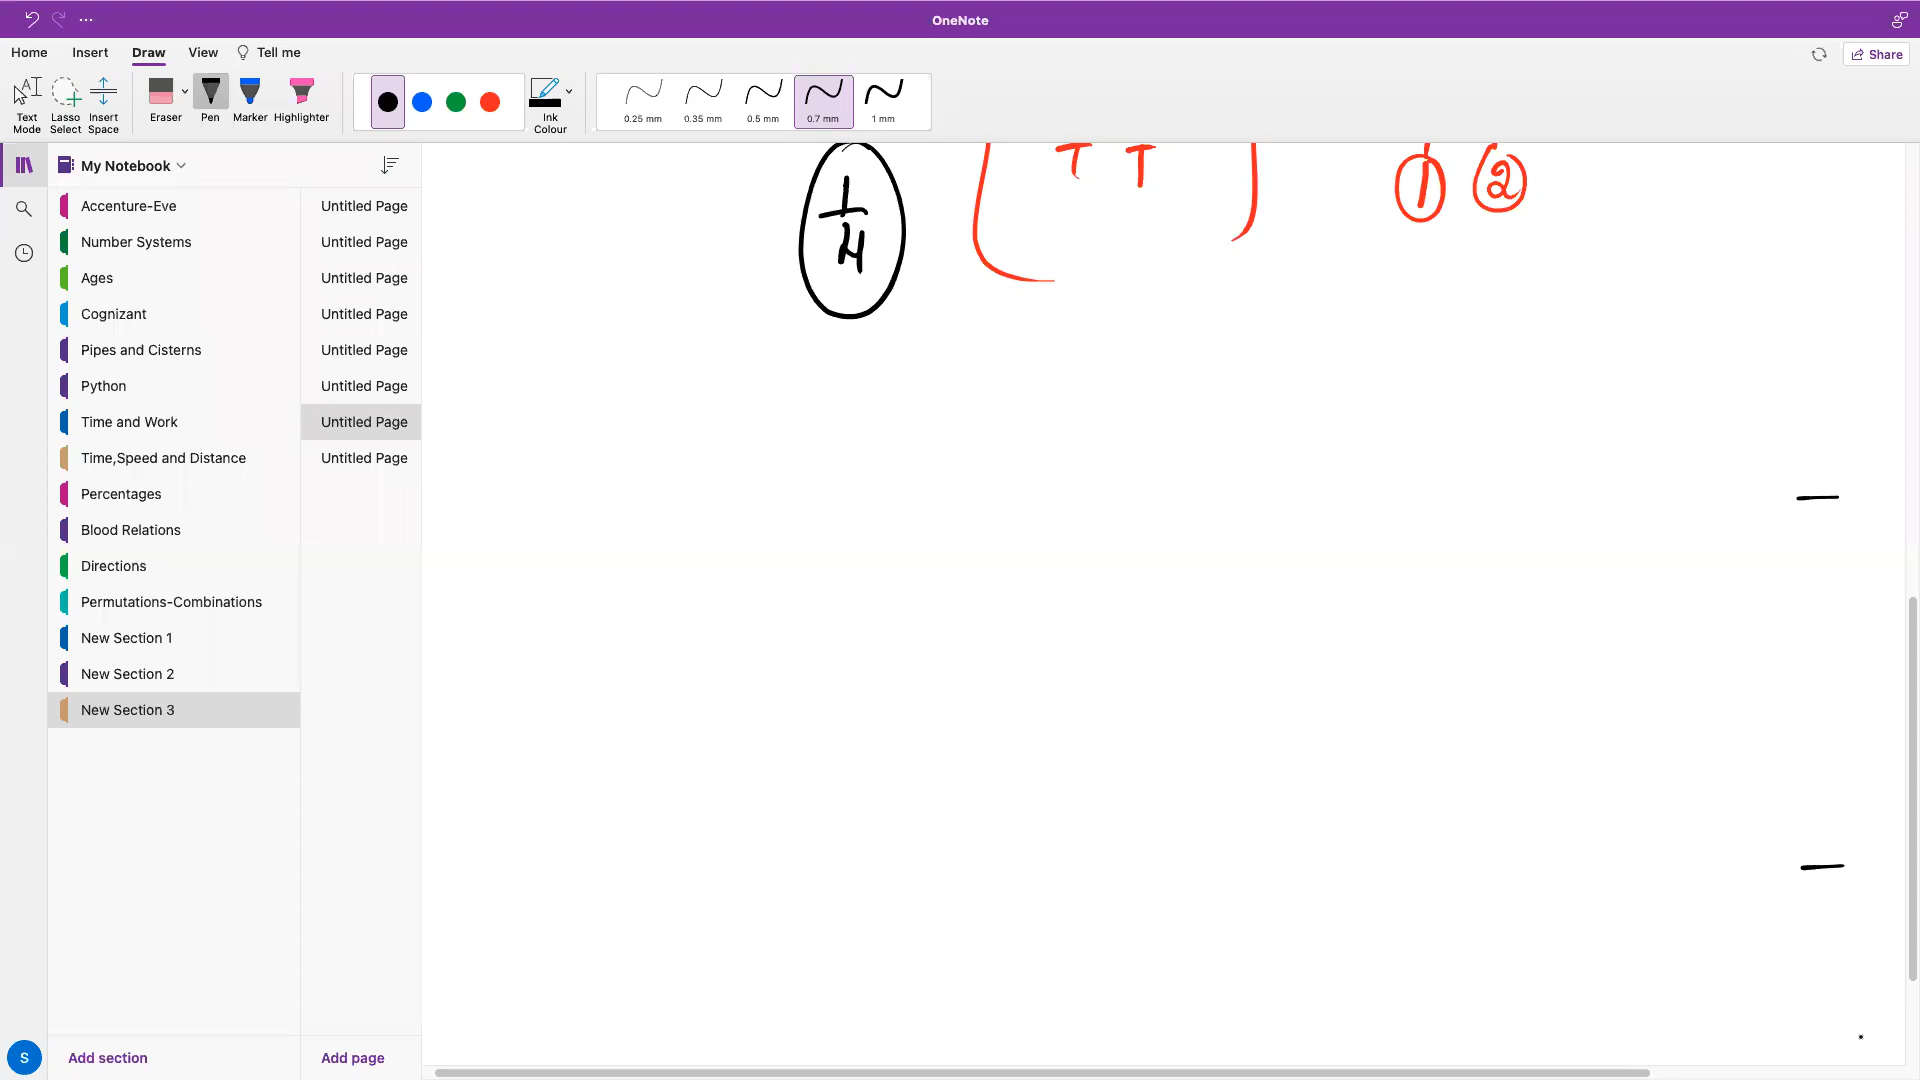 OneNote
Home Insert Draw View Tell me Share
Text Mode Lasso Select Insert Space Eraser Pen Marker Highlighter Ink Colour 0.25 mm 0.35 mm 0.5 mm 0.7 mm 1 mm
My Notebook
Accenture-Eve Untitled Page
Number Systems Untitled Page
Ages Untitled Page
Cognizant Untitled Page
Pipes and Cisterns Untitled Page
Python Untitled Page
Time and Work Untitled Page
Time,Speed and Distance Untitled Page
Percentages
Blood Relations
Directions
Permutations-Combinations
New Section 1
New Section 2
New Section 3
T T 1 2
1
4
S Add section Add page